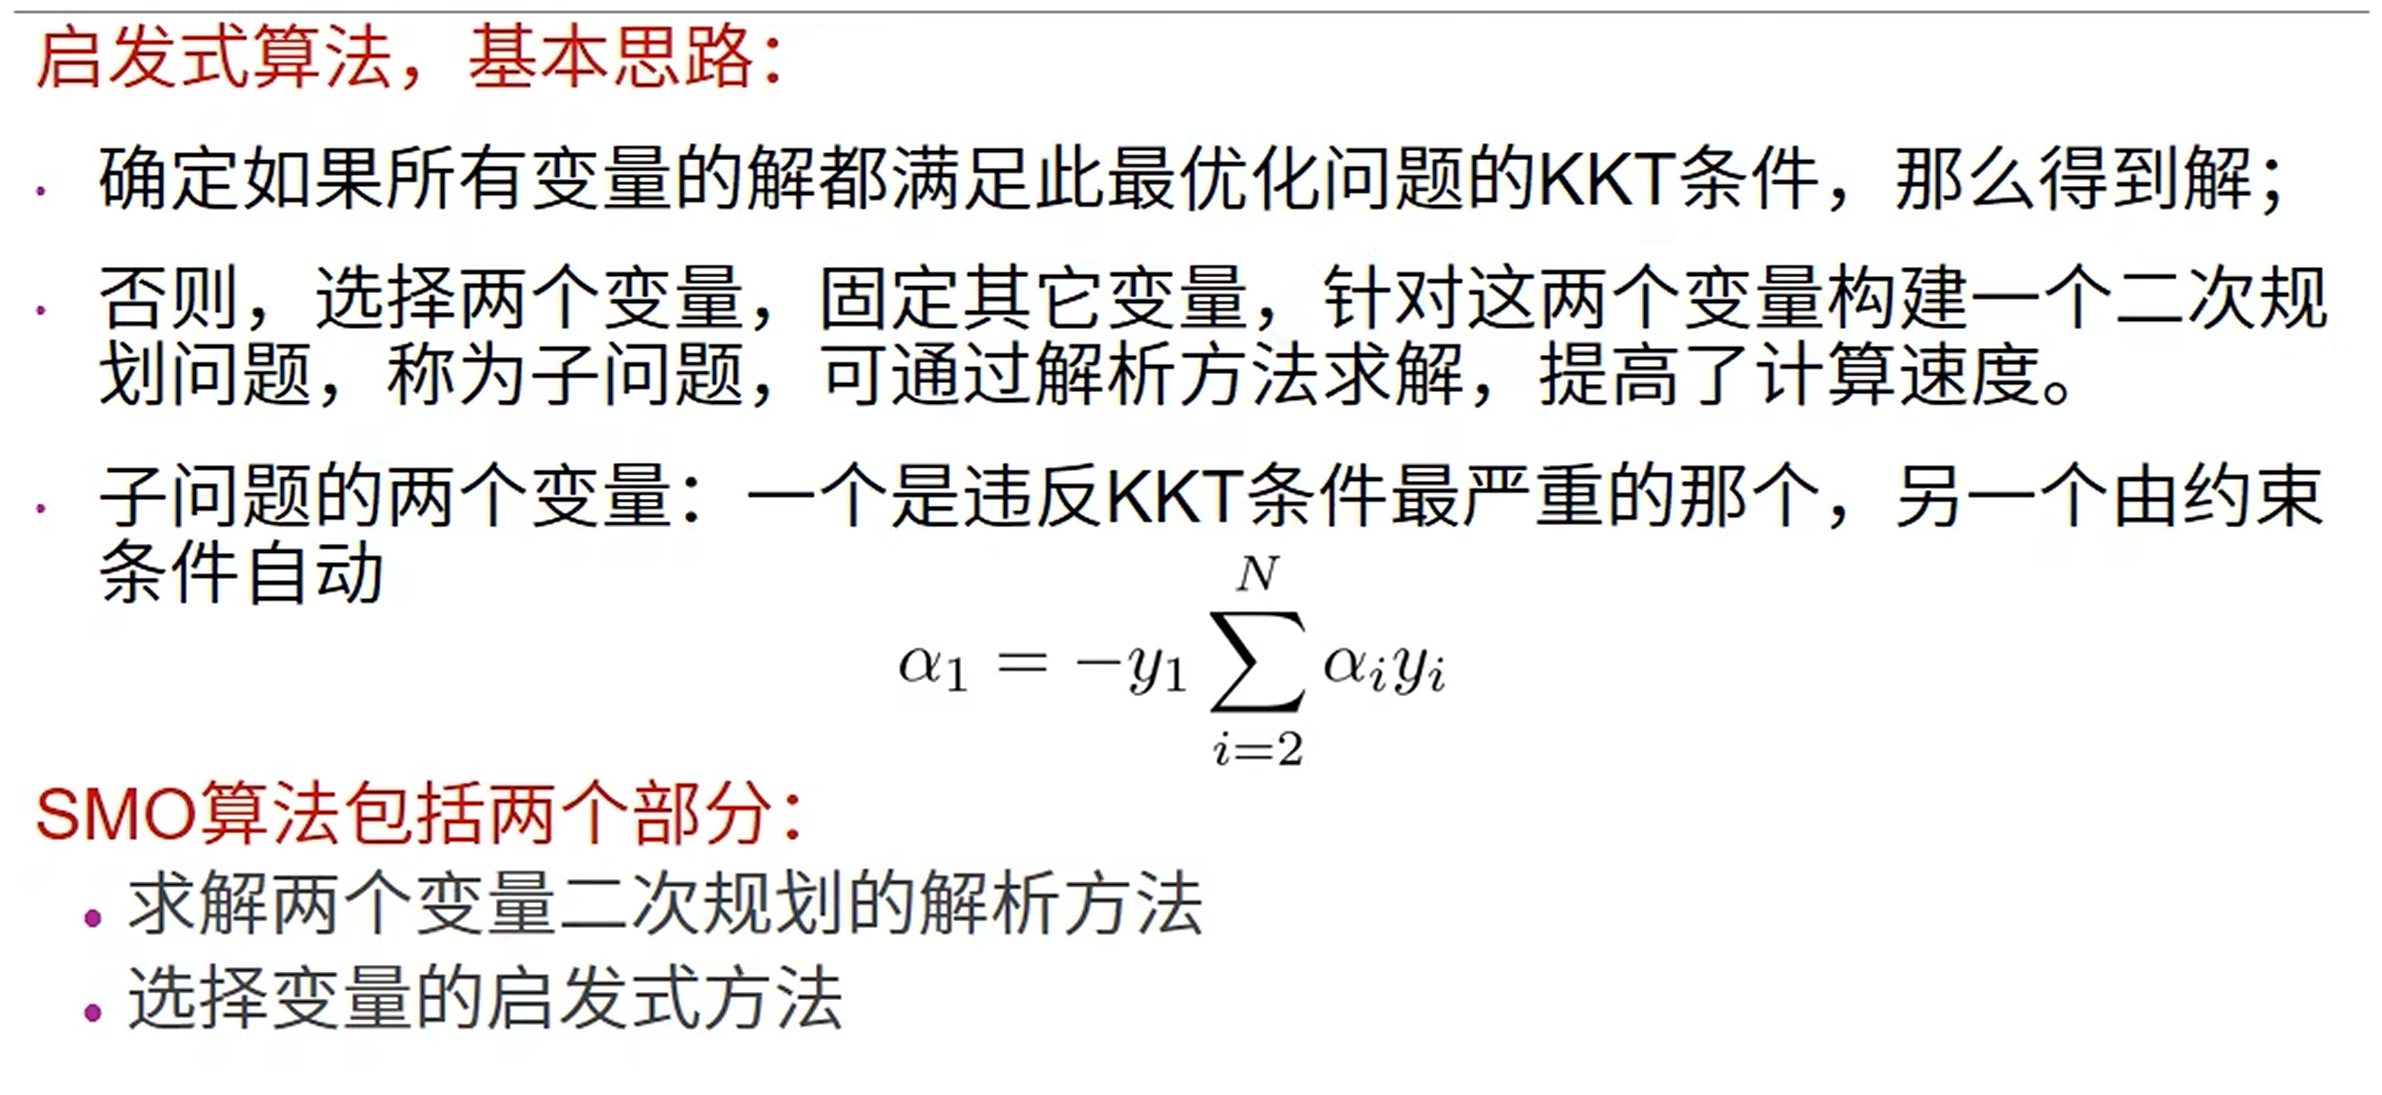 启发式算法，基本思路：
· 确定如果所有变量的解都满足此最优化问题的KKT条件，那么得到解；
· 否则，选择两个变量，固定其它变量，针对这两个变量构建一个二次规
划问题，称为子问题，可通过解析方法求解，提高了计算速度。
· 子问题的两个变量：一个是违反KKT条件最严重的那个，另一个由约束
条件自动
α₁ = −y₁ ∑_{i=2}^{N} αᵢyᵢ
SMO算法包括两个部分：
• 求解两个变量二次规划的解析方法
• 选择变量的启发式方法